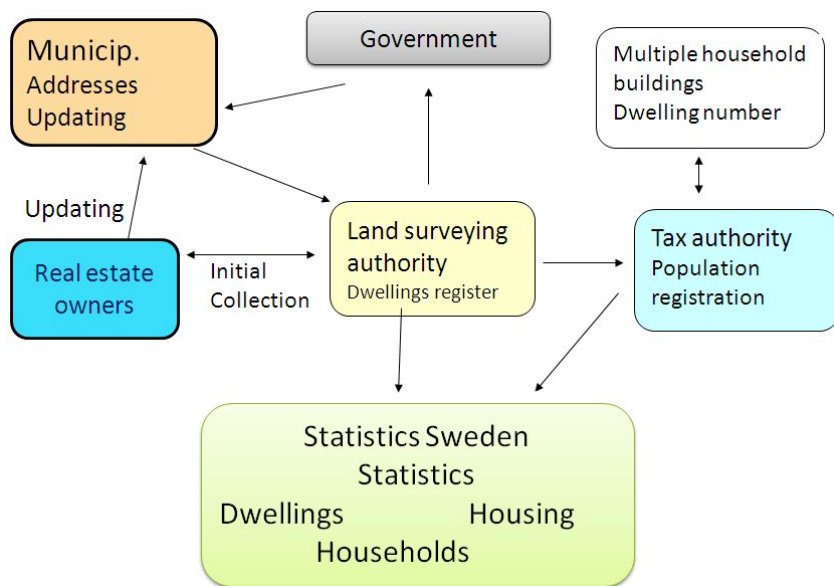 Municip.
Addresses
Updating
Government
Multiple household
buildings
Dwelling number
Updating
Real estate
owners
Initial
Collection
Land surveying
authority
Dwellings register
Tax authority
Population
registration
Statistics Sweden
Statistics
Dwellings Housing
Households